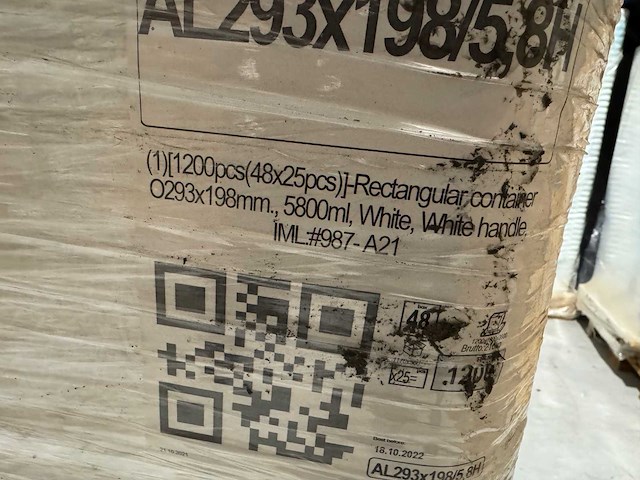 AL293x198/5,8H
(1)[1200pcs(48x25pcs)]-Rectangular container
O293x198mm., 5800ml, White, White handle.
IML:#987- A21
48
x25=
18.10.2022
AL293x198/5,8H